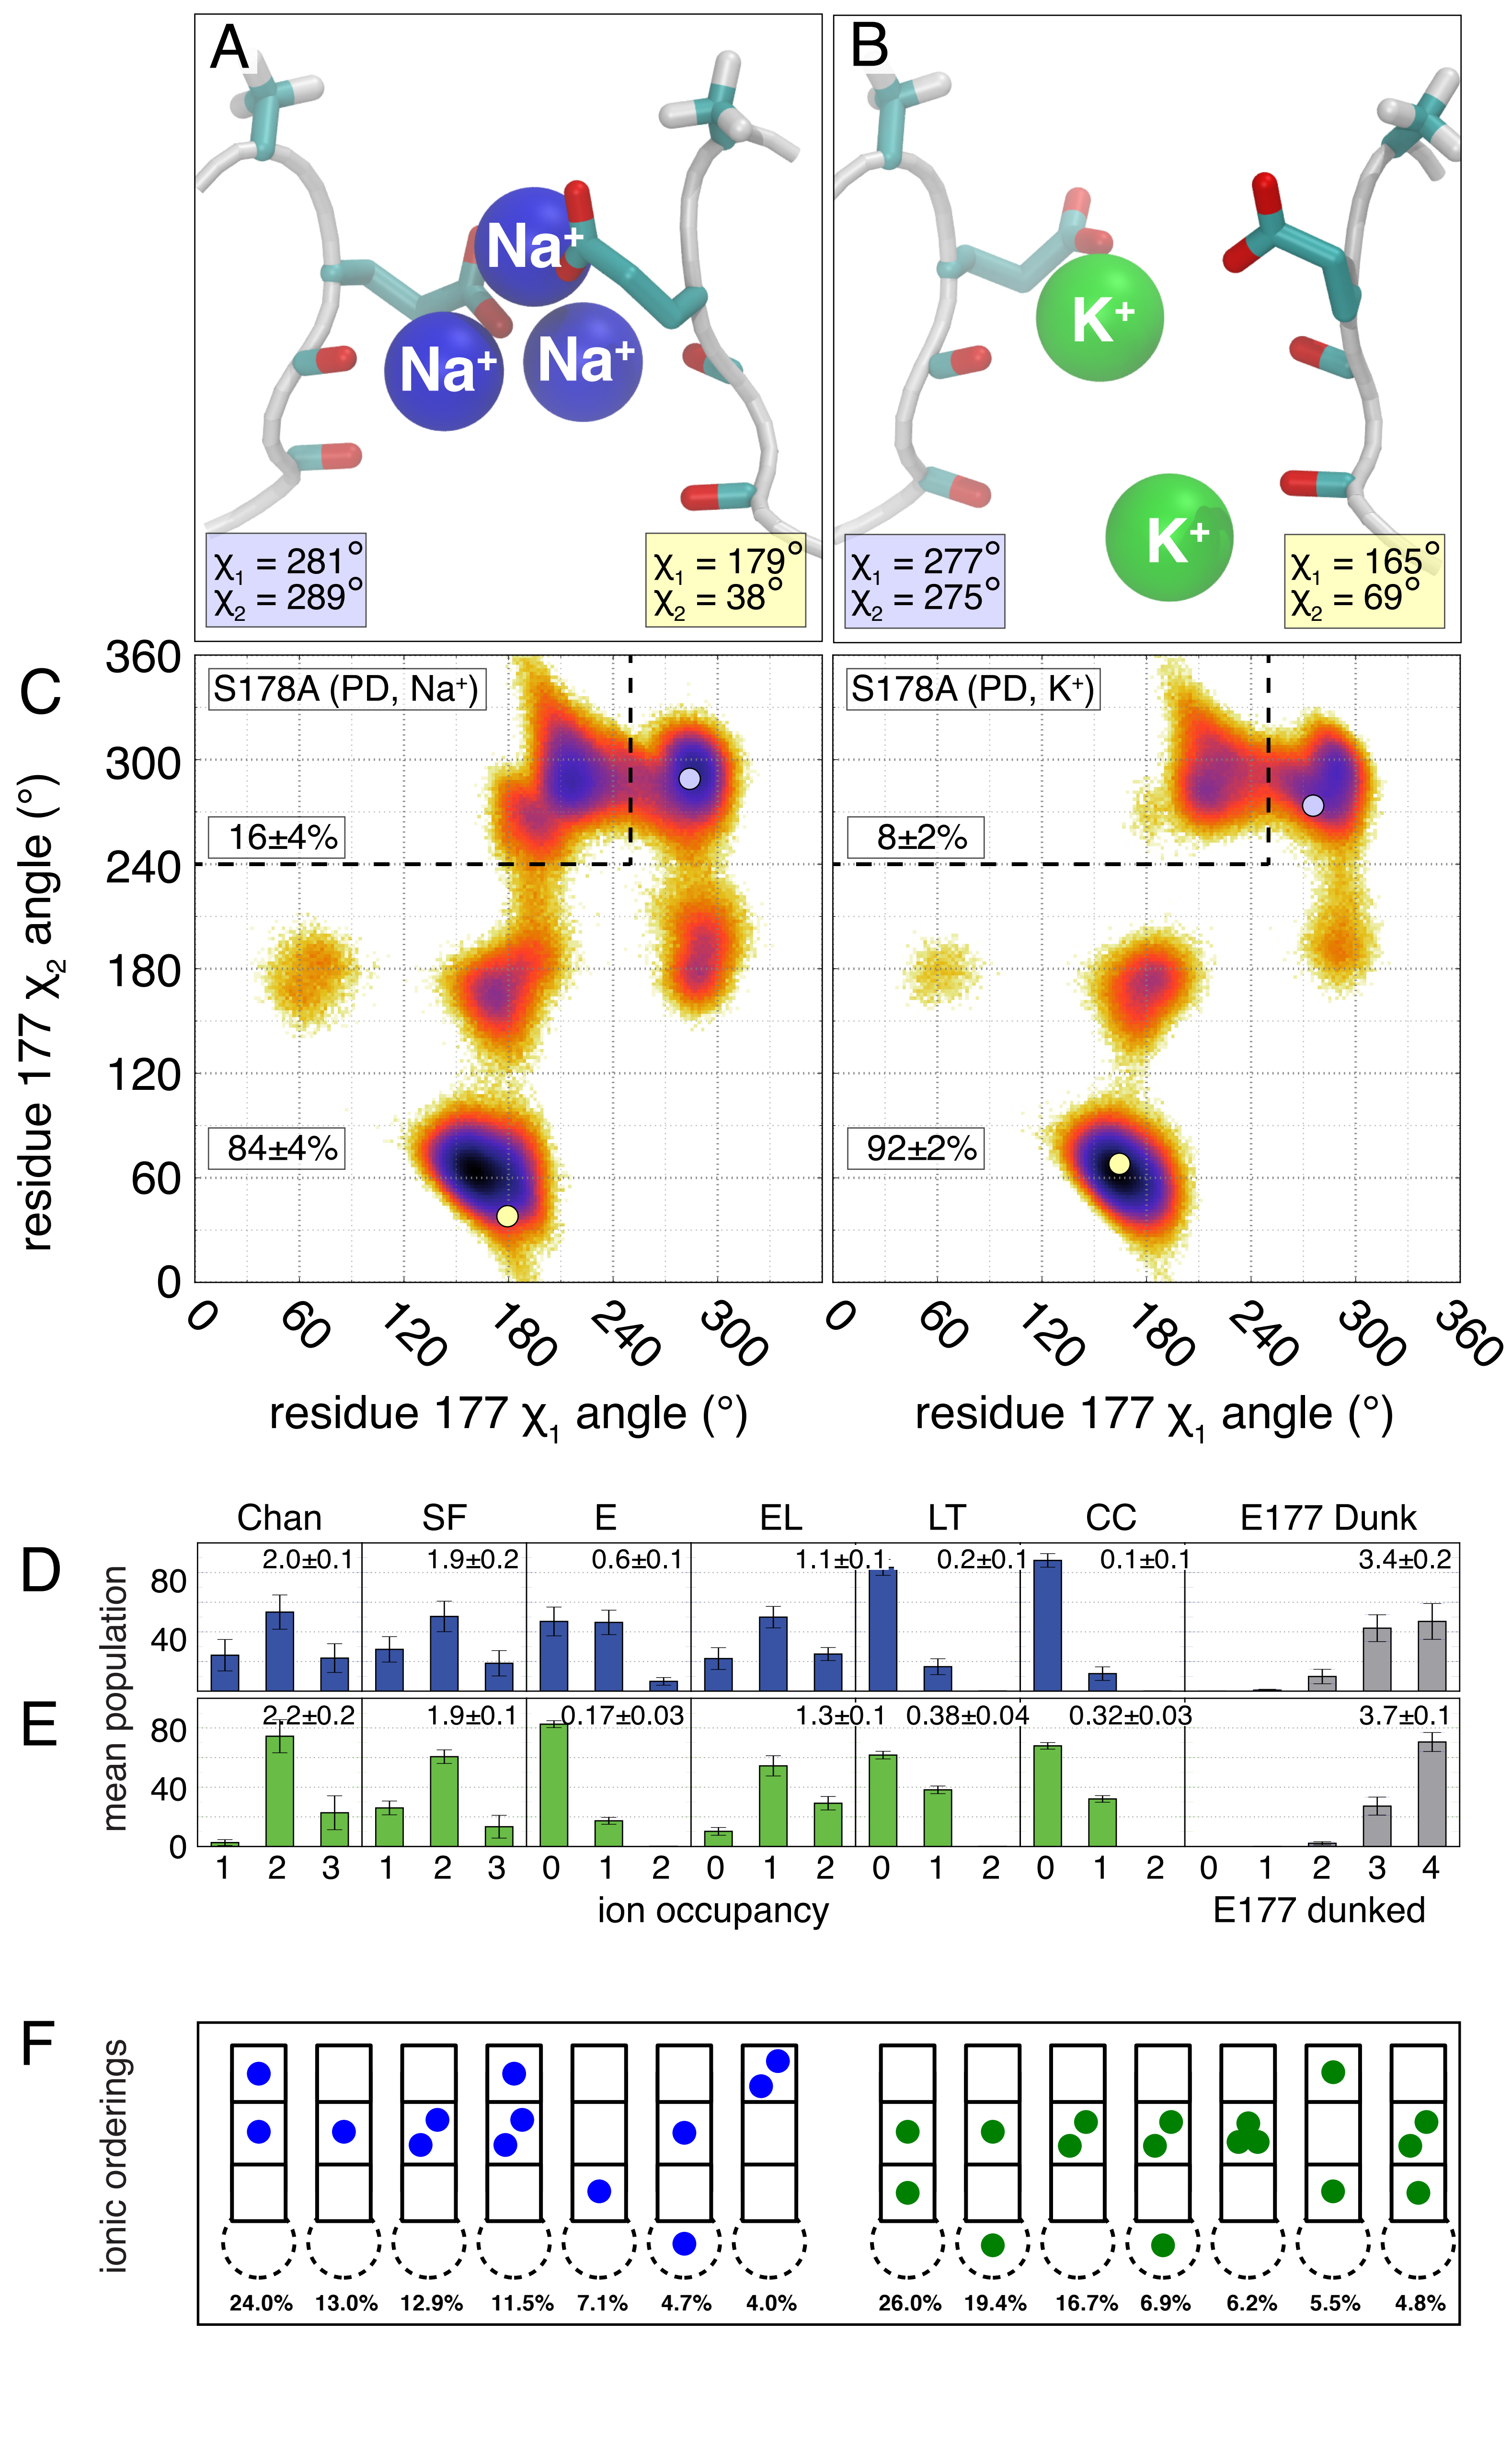 A
B
Na⁺
Na⁺
Na⁺
K⁺
K⁺
χ₁ = 281°
χ₂ = 289°
χ₁ = 179°
χ₂ = 38°
χ₁ = 277°
χ₂ = 275°
χ₁ = 165°
χ₂ = 69°
C
residue 177 χ₂ angle (°)
360
300
240
180
120
60
0
S178A (PD, Na⁺)
16±4%
84±4%
S178A (PD, K⁺)
8±2%
92±2%
0 60 120 180 240 300
0 60 120 180 240 300 360
residue 177 χ₁ angle (°)
residue 177 χ₁ angle (°)
Chan SF E EL LT CC E177 Dunk
D
2.0±0.1 1.9±0.2 0.6±0.1 1.1±0.1 0.2±0.1 0.1±0.1 3.4±0.2
80
40
mean population
E
2.2±0.2 1.9±0.1 0.17±0.03 1.3±0.1 0.38±0.04 0.32±0.03 3.7±0.1
80
40
0
1 2 3 1 2 3 0 1 2 0 1 2 0 1 2 0 1 2 0 1 2 3 4
ion occupancy
E177 dunked
F
ionic orderings
24.0% 13.0% 12.9% 11.5% 7.1% 4.7% 4.0% 26.0% 19.4% 16.7% 6.9% 6.2% 5.5% 4.8%